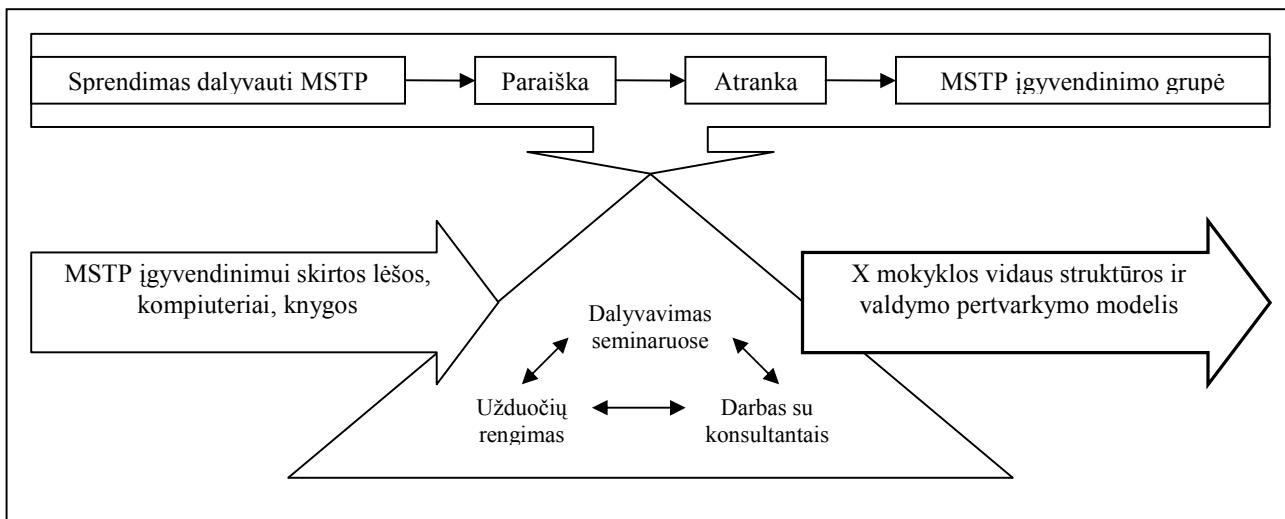 Sprendimas dalyvauti MSTP
Paraiška
Atranka
MSTP įgyvendinimo grupė
MSTP įgyvendinimui skirtos lėšos,
kompiuteriai, knygos
X mokyklos vidaus struktūros ir
valdymo pertvarkymo modelis
Dalyvavimas
seminaruose
Užduočių
rengimas
Darbas su
konsultantais